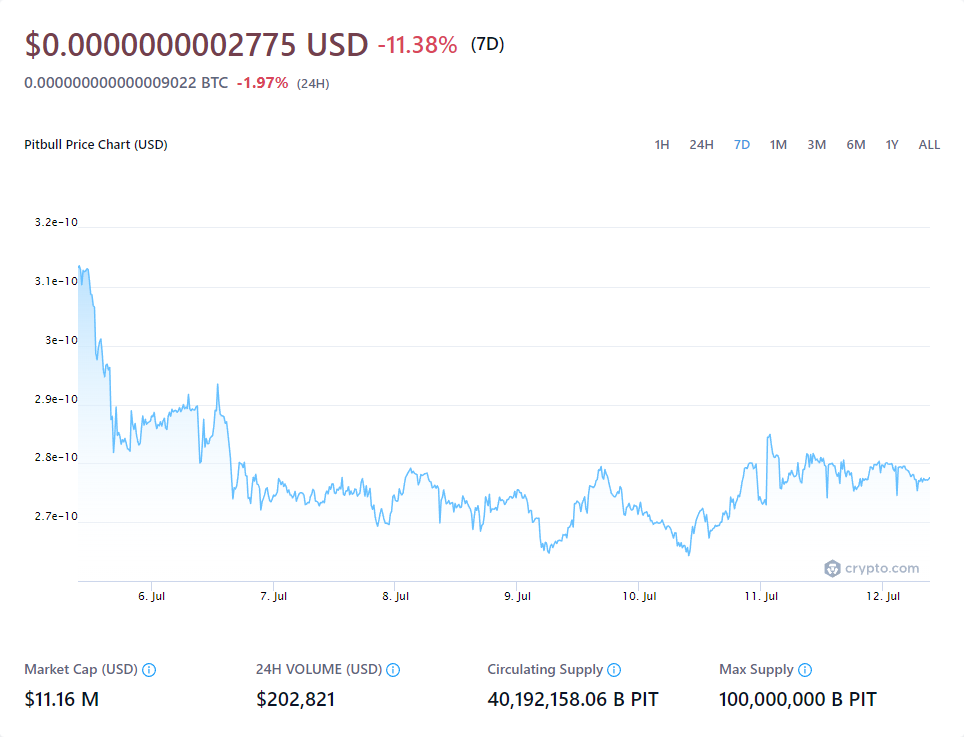 $0.0000000002775 USD -11.38% (7D)
0.000000000000009022 BTC -1.97% (24H)
Pitbull Price Chart (USD) 1H 24H 7D 1M 3M 6M 1Y ALL
3.2e-10
3.1e-10
3e-10
2.9e-10
2.8e-10
2.7e-10
crypto.com
6. Jul 7. Jul 8. Jul 9. Jul 10. Jul 11. Jul 12. Jul
Market Cap (USD) 24H VOLUME (USD) Circulating Supply Max Supply
$11.16 M $202,821 40,192,158.06 B PIT 100,000,000 B PIT